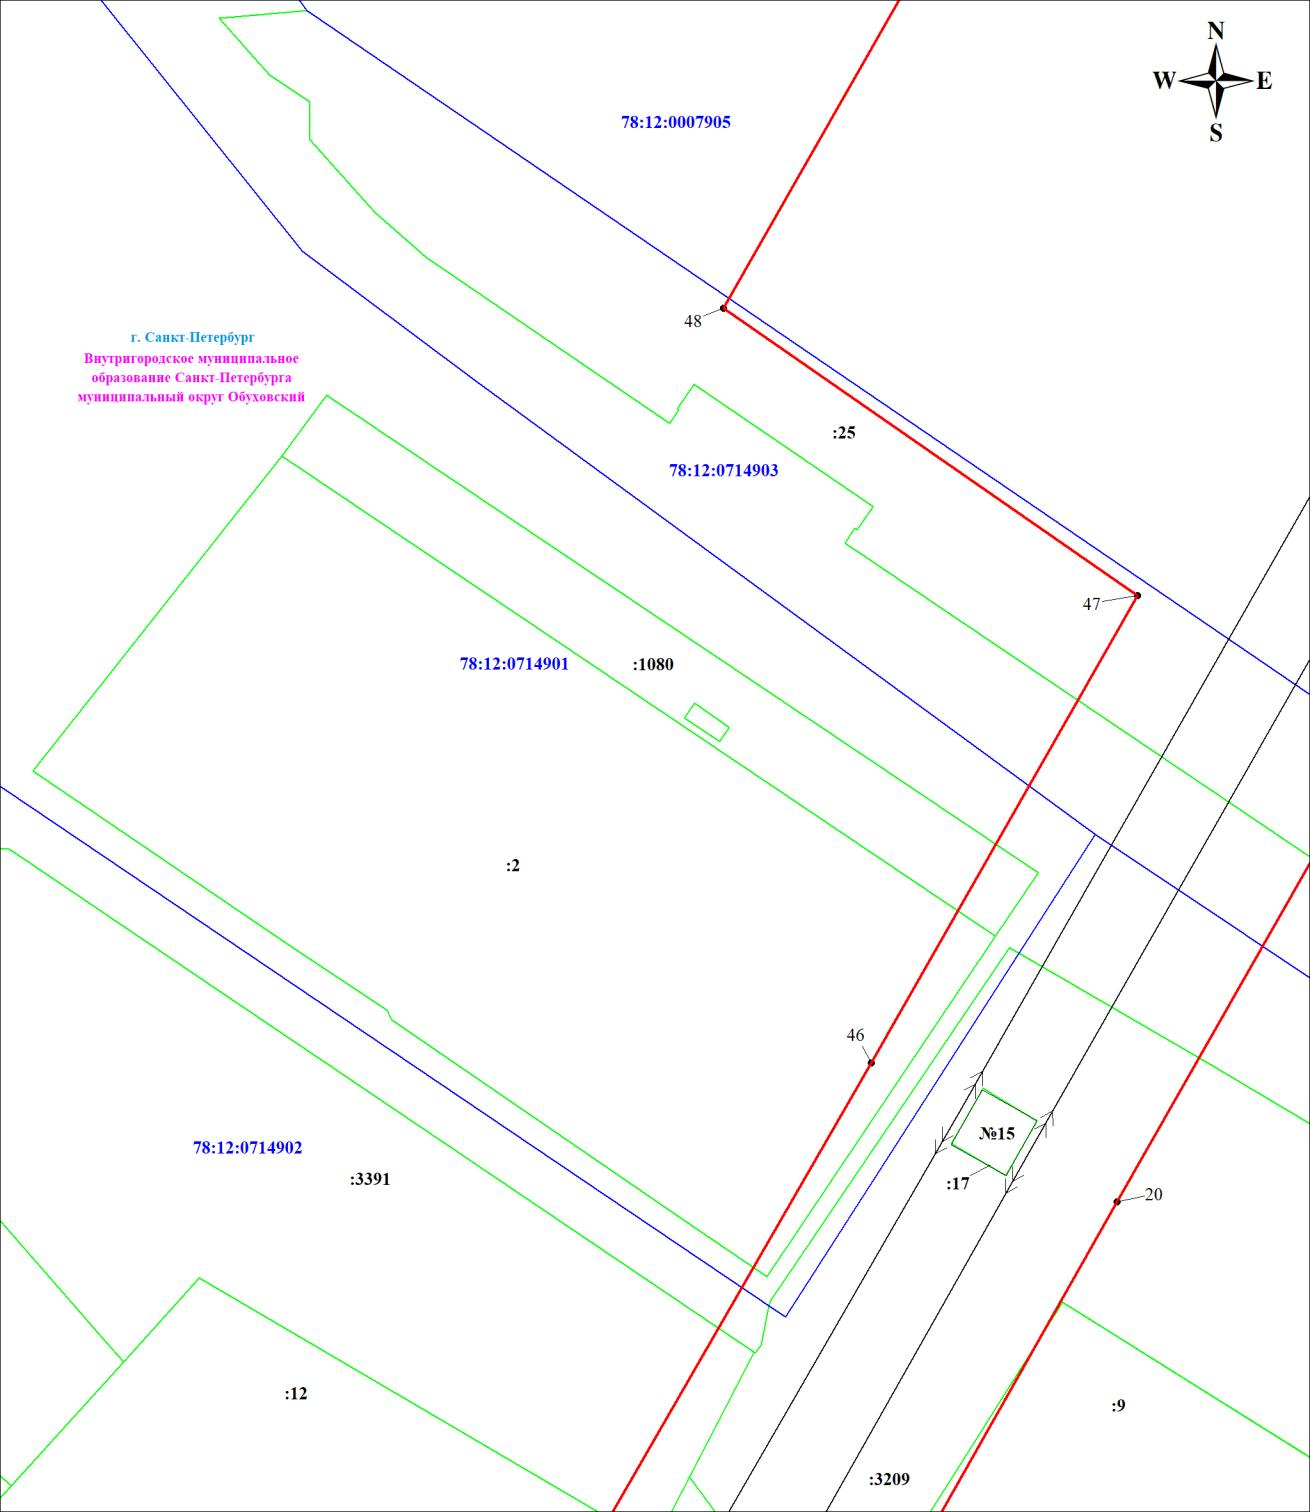 N
W E
S
78:12:0007905
48
г. Санкт-Петербург
Внутригородское муниципальное
образование Санкт-Петербурга
муниципальный округ Обуховский
:25
78:12:0714903
47
78:12:0714901
:1080
:2
46
№15
78:12:0714902
:3391
:17
20
:12
:9
:3209